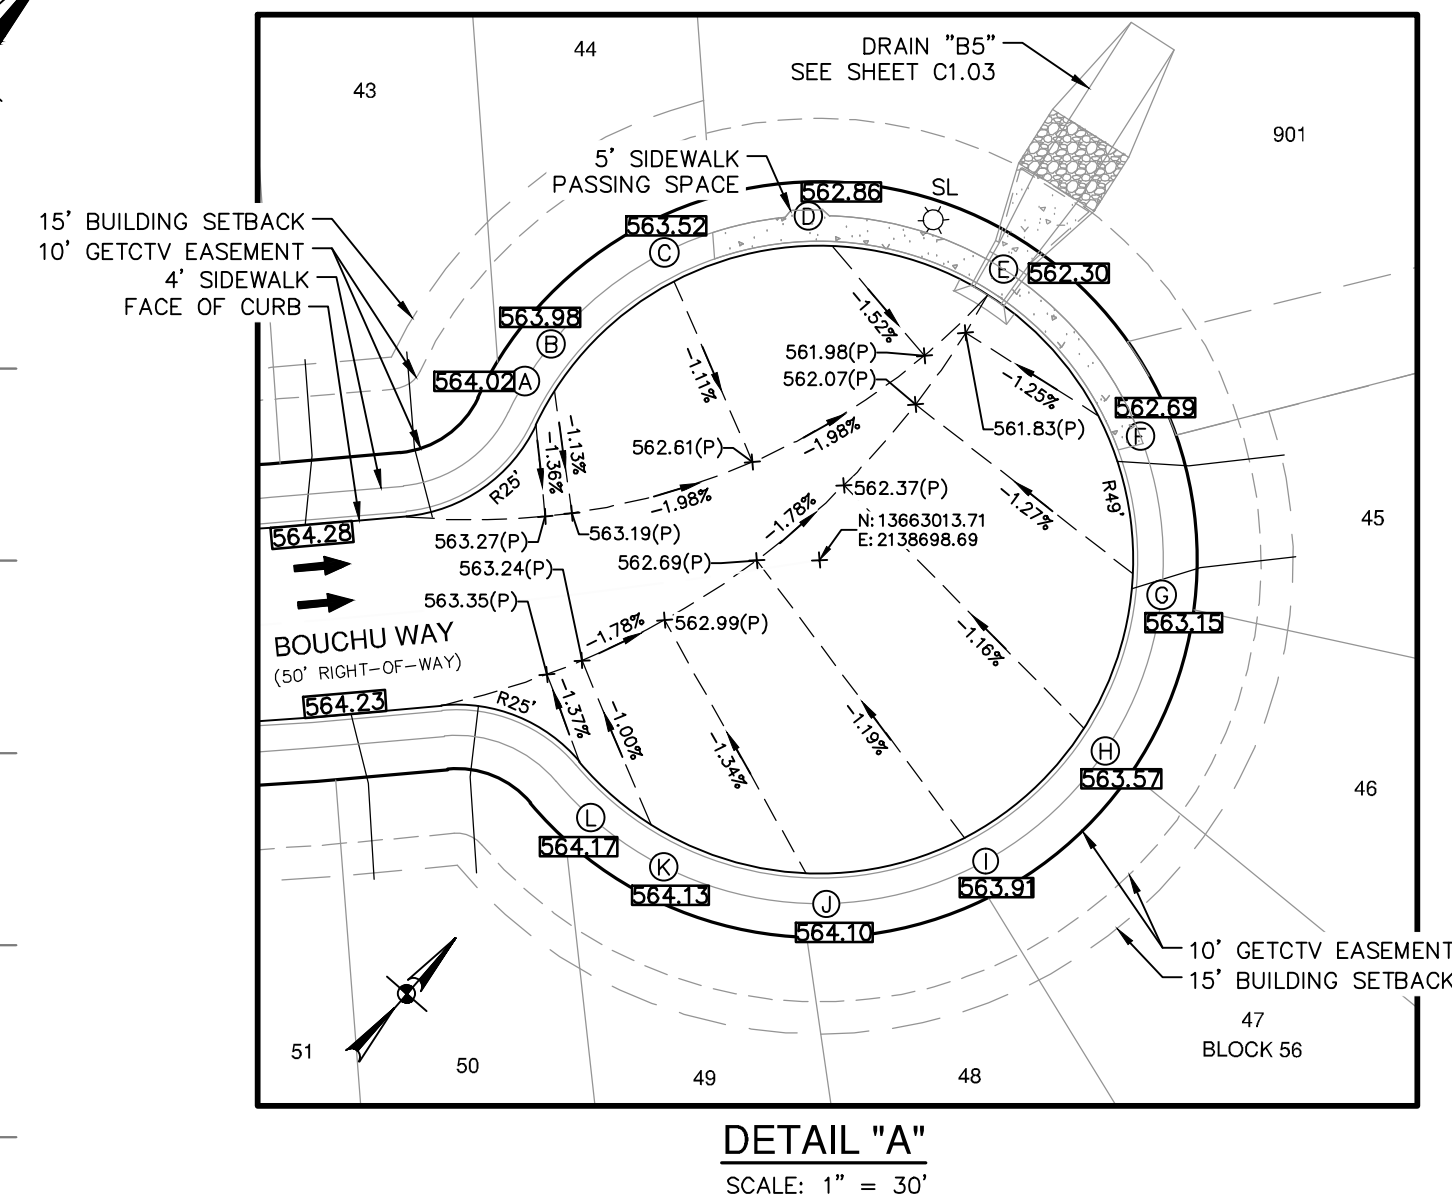 44
DRAIN "B5"
SEE SHEET C1.03
43
901
5' SIDEWALK
PASSING SPACE
562.86
SL
D
15' BUILDING SETBACK
10' GETCTV EASEMENT
4' SIDEWALK
FACE OF CURB
563.52
C
E
562.30
563.98
B
564.02
A
-1.52%
561.98(P)
562.07(P)
-1.11%
-1.25%
562.69
F
561.83(P)
-1.98%
562.61(P)
-1.13%
-1.36%
R25'
-1.98%
562.37(P)
-1.78%
-1.27%
R49'
N: 13663013.71
E: 2138698.69
45
564.28
563.27(P)
563.19(P)
563.24(P)
562.69(P)
563.35(P)
G
563.15
562.99(P)
-1.78%
-1.16%
BOUCHU WAY
(50' RIGHT-OF-WAY)
564.23
R25'
-1.37%
-1.00%
-1.34%
-1.19%
H
563.57
46
L
564.17
K
564.13
J
564.10
I
563.91
10' GETCTV EASEMENT
15' BUILDING SETBACK
47
BLOCK 56
51
50
49
48
DETAIL "A"
SCALE: 1" = 30'